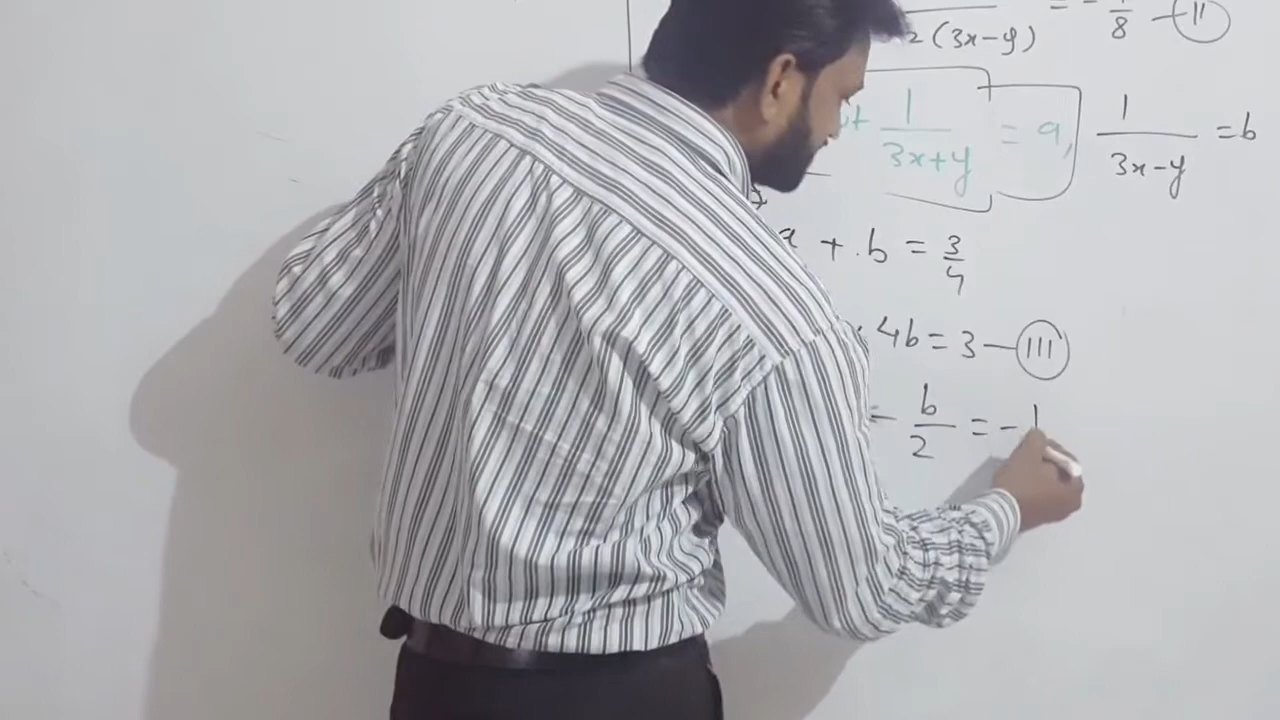 2(3x-y) = - 1/8 — II
1/(3x+y) = a, 1/(3x-y) = b
a + b = 3/4
4b = 3 — III
- b/2 = - 1